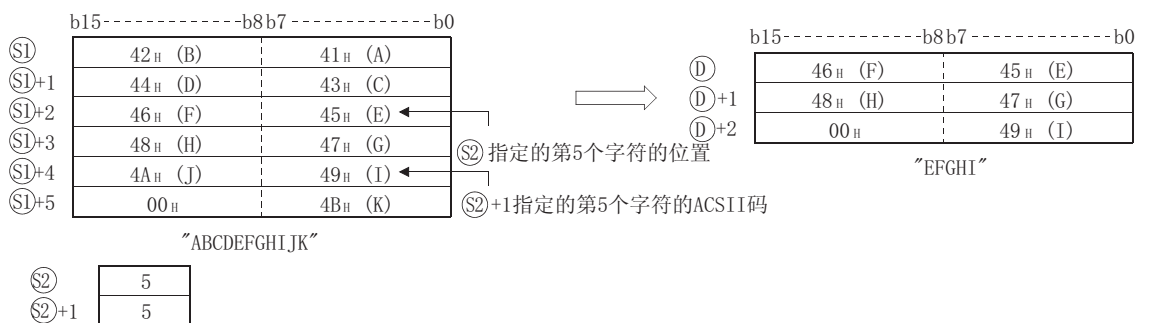 b15-------------b8 b7-------------b0
Ⓢ1 42H (B) 41H (A)
Ⓢ1+1 44H (D) 43H (C)
Ⓢ1+2 46H (F) 45H (E)
Ⓢ1+3 48H (H) 47H (G)
Ⓢ1+4 4AH (J) 49H (I)
Ⓢ1+5 00H 4BH (K)
"ABCDEFGHIJK"
Ⓢ2指定的第5个字符的位置
Ⓢ2+1指定的第5个字符的ACSII码
b15-------------b8 b7-------------b0
Ⓓ 46H (F) 45H (E)
Ⓓ+1 48H (H) 47H (G)
Ⓓ+2 00H 49H (I)
"EFGHI"
Ⓢ2 5
Ⓢ2+1 5